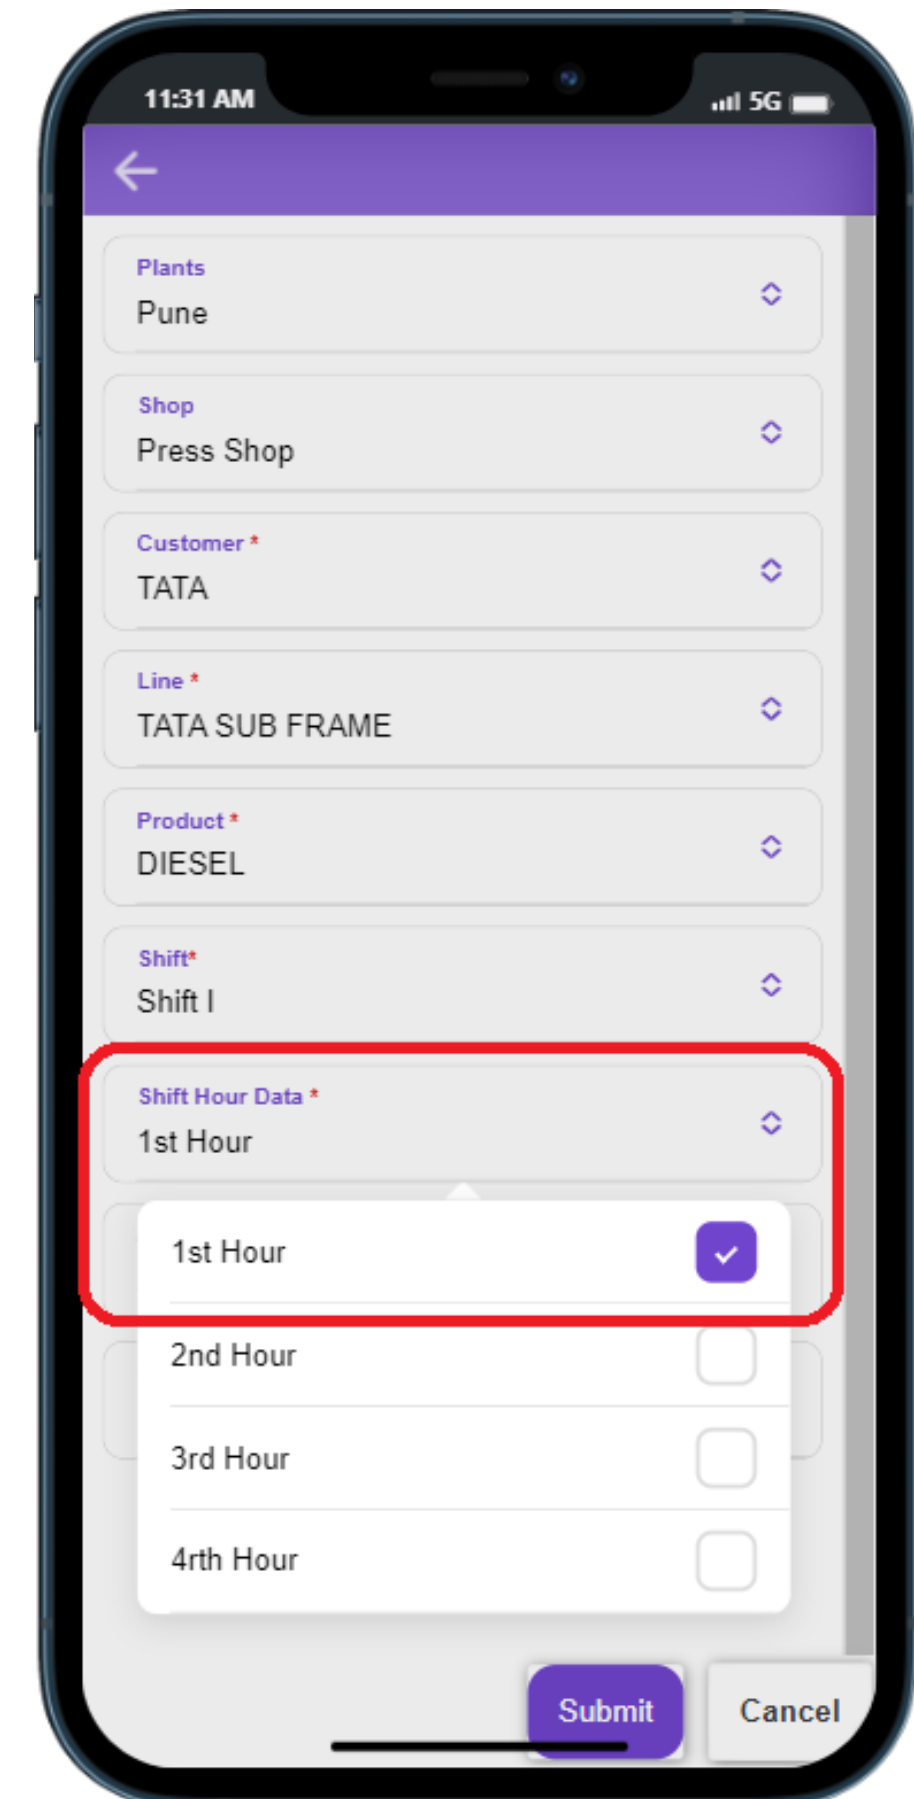 11:31 AM 5G
Plants
Pune
Shop
Press Shop
Customer *
TATA
Line *
TATA SUB FRAME
Product *
DIESEL
Shift*
Shift I
Shift Hour Data *
1st Hour
1st Hour
2nd Hour
3rd Hour
4rth Hour
Submit Cancel